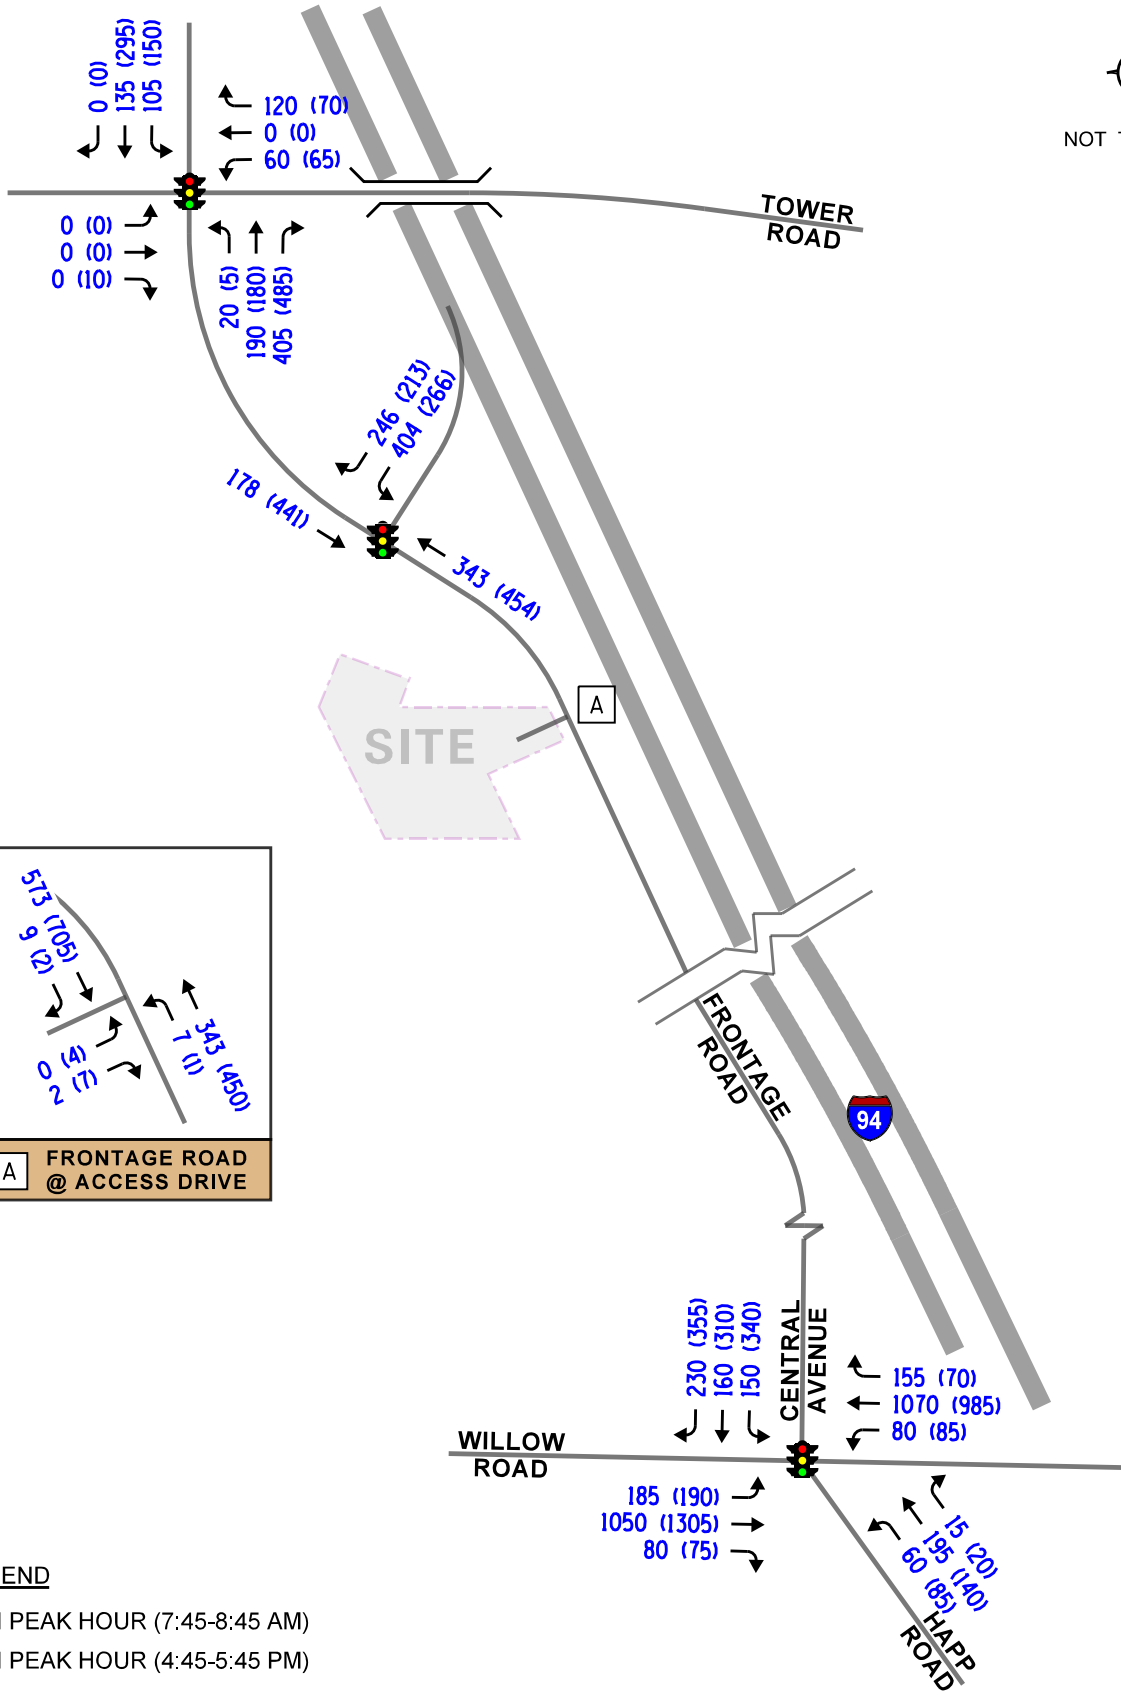 0 (0)
135 (295)
105 (150)
120 (70)
0 (0)
60 (65)
NOT
TOWER
ROAD
0 (0)
0 (0)
0 (10)
20 (5)
190 (180)
405 (485)
246 (213)
404 (266)
178 (441)
343 (454)
A
SITE
573 (705)
9 (2)
343 (450)
7 (1)
0 (4)
2 (7)
A
FRONTAGE ROAD
@ ACCESS DRIVE
FRONTAGE
ROAD
94
230 (355)
160 (310)
150 (340)
CENTRAL
AVENUE
155 (70)
1070 (985)
80 (85)
WILLOW
ROAD
185 (190)
1050 (1305)
80 (75)
15 (20)
195 (140)
60 (85)
HAPP
ROAD
END
PEAK HOUR (7:45-8:45 AM)
PEAK HOUR (4:45-5:45 PM)